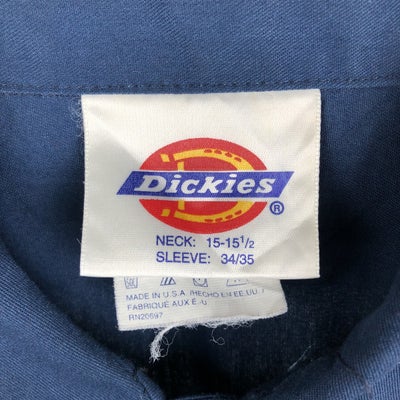 Dickies
®
NECK: 15-15½
SLEEVE: 34/35
MADE IN U.S.A. /HECHO EN EE.UU./
FABRIQUÉ AUX É.-U
RN20697